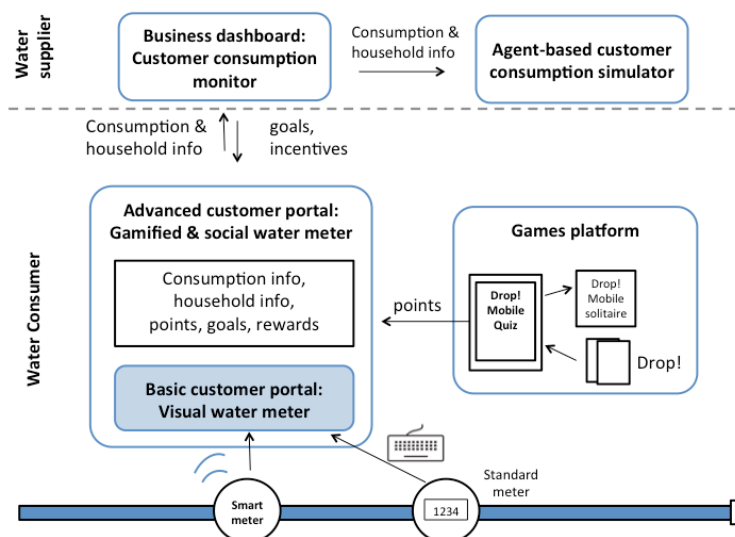 Water
supplier
Business dashboard:
Customer consumption
monitor
Consumption &
household info
Agent-based customer
consumption simulator
Consumption &
household info
goals,
incentives
Water Consumer
Advanced customer portal:
Gamified & social water meter
Consumption info,
household info,
points, goals, rewards
Basic customer portal:
Visual water meter
points
Games platform
Drop!
Mobile
Quiz
Drop!
Mobile
solitaire
Drop!
Smart
meter
1234
Standard
meter